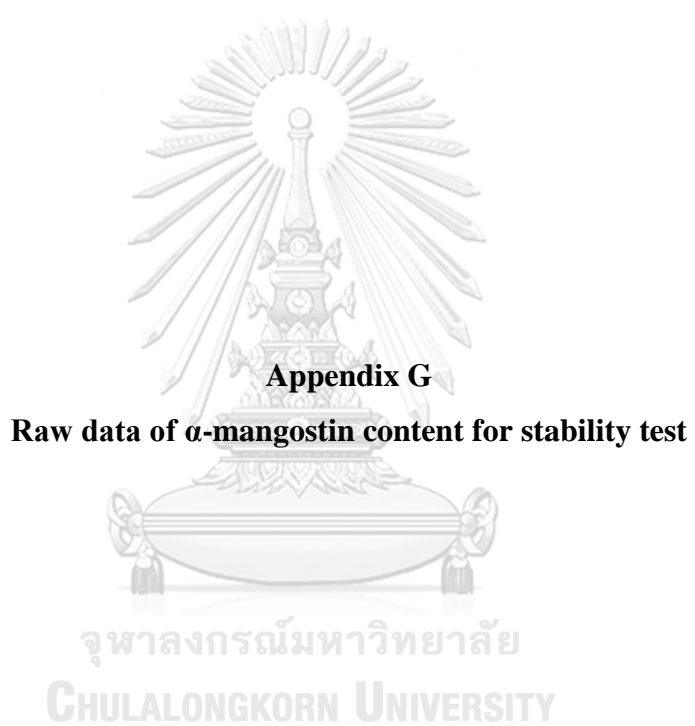 Appendix G
Raw data of α-mangostin content for stability test
จุฬาลงกรณ์มหาวิทยาลัย
CHULALONGKORN UNIVERSITY